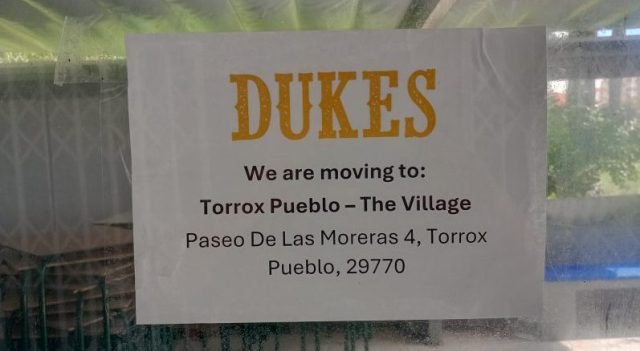 DUKES
We are moving to:
Torrox Pueblo – The Village
Paseo De Las Moreras 4, Torrox
Pueblo, 29770